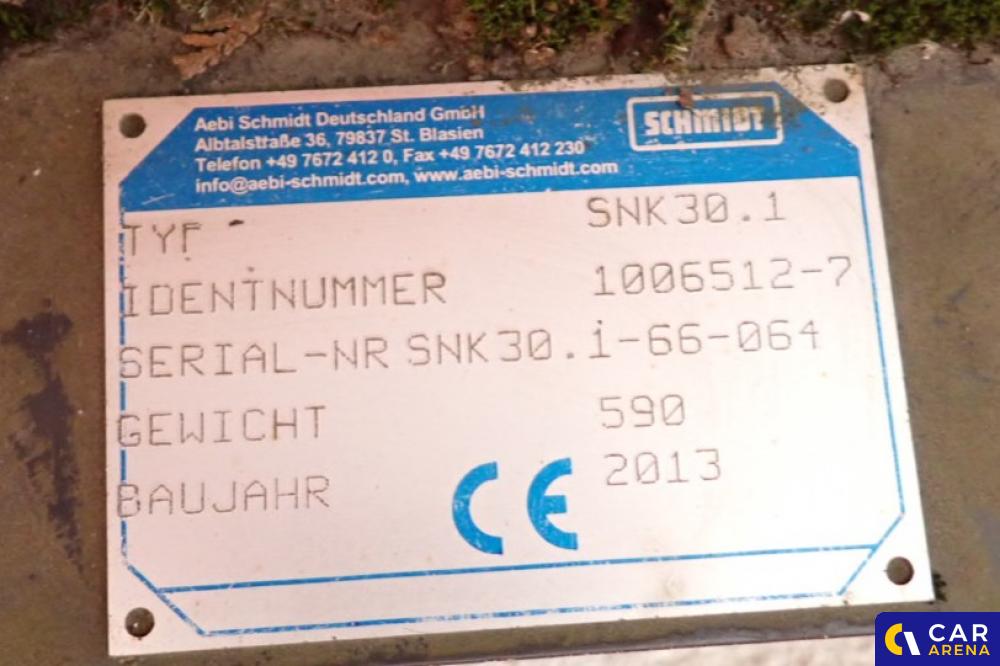 Aebi Schmidt Deutschland GmbH
Albtalstraße 36, 79837 St. Blasien
Telefon +49 7672 412 0, Fax +49 7672 412 230
info@aebi-schmidt.com, www.aebi-schmidt.com
SCHMIDT
TYP SNK30.1
IDENTNUMMER 1006512-7
SERIAL-NR SNK30.1-66-064
GEWICHT 590
BAUJAHR 2013
CE
CAR
ARENA